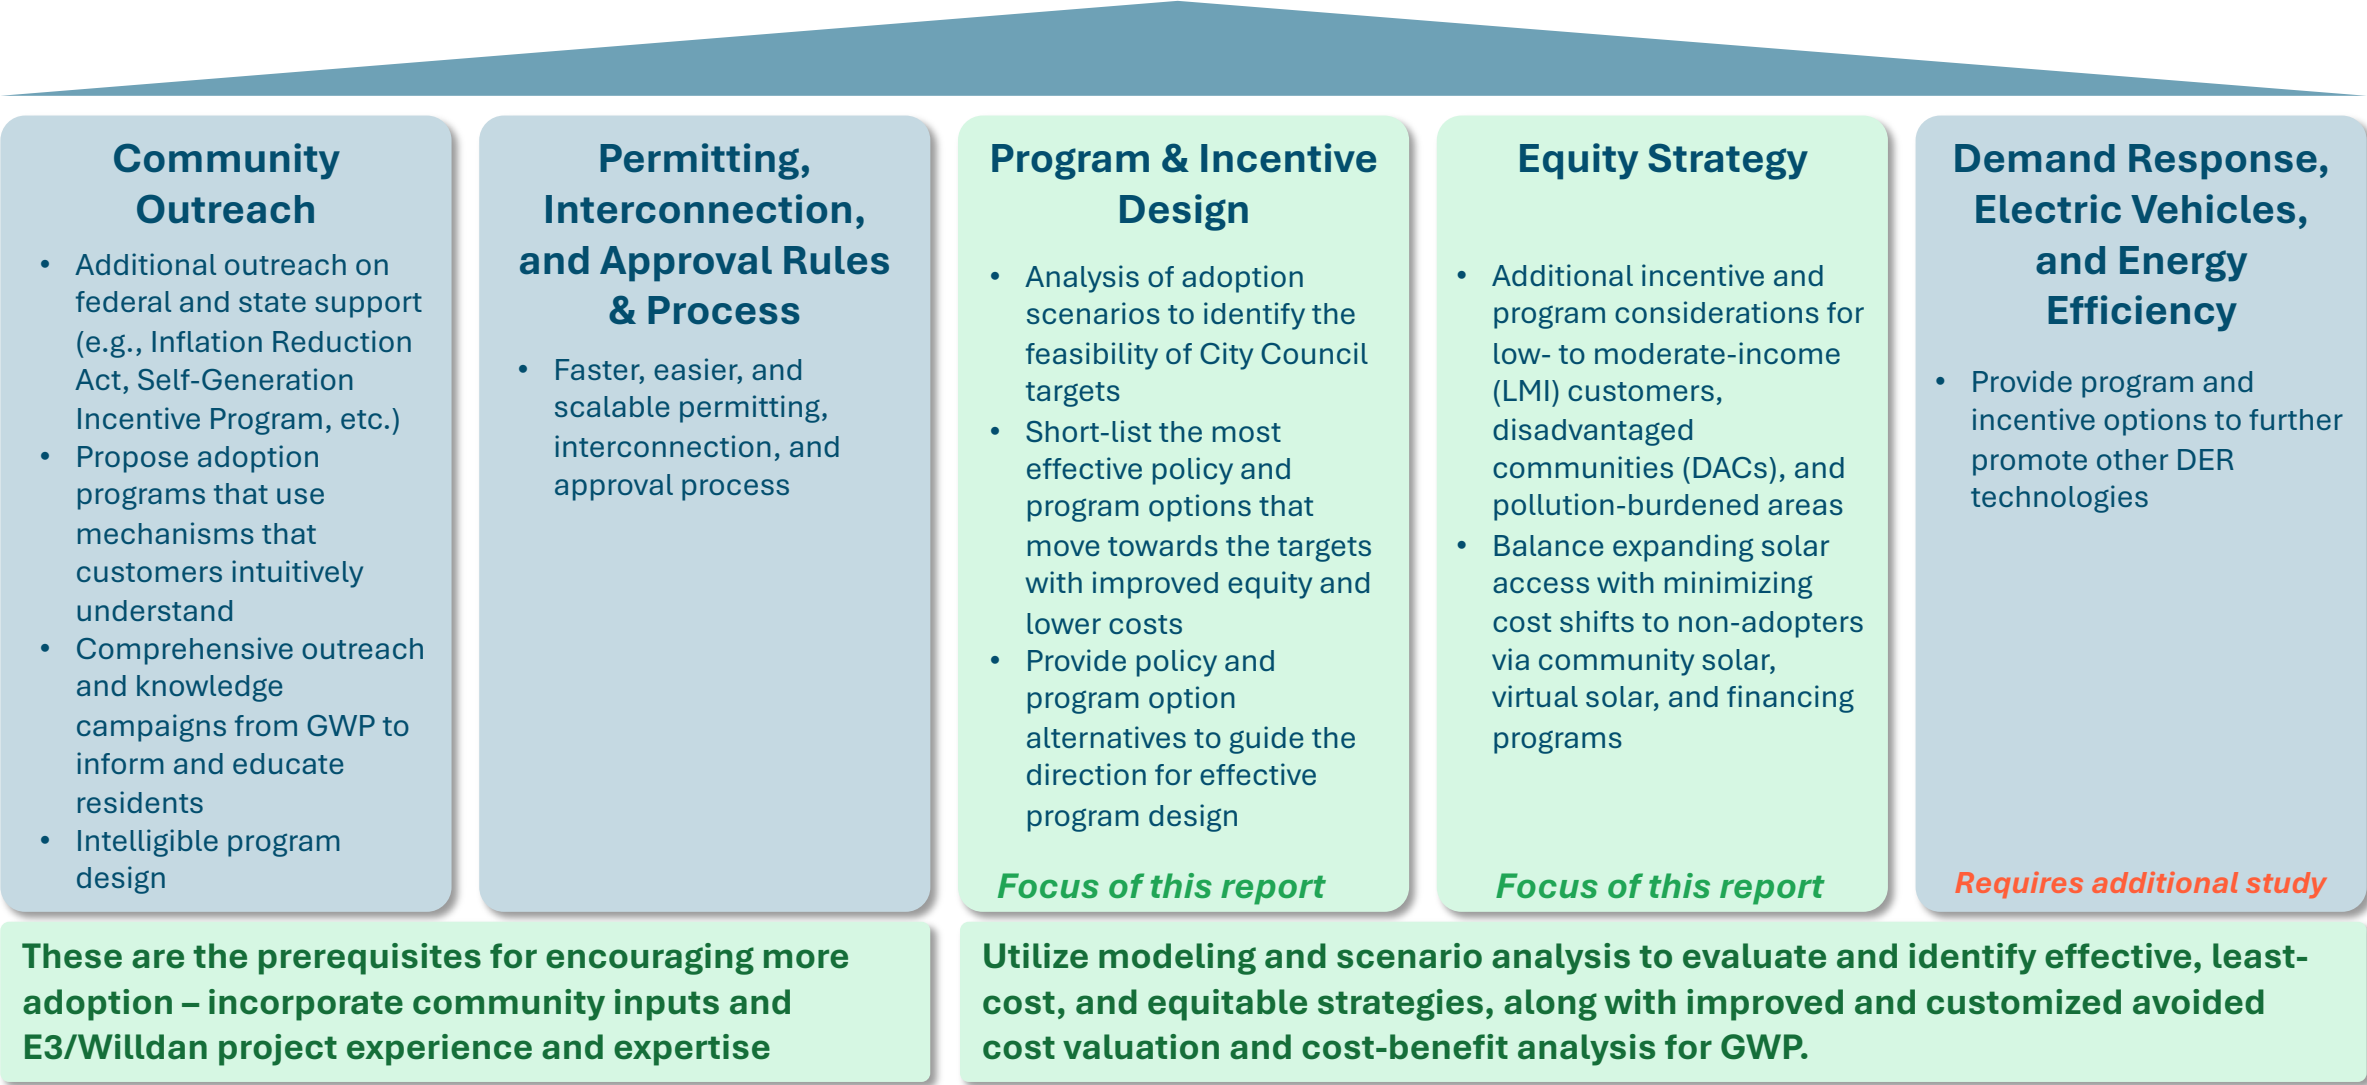 Community
Outreach
• Additional outreach on
federal and state support
(e.g., Inflation Reduction
Act, Self-Generation
Incentive Program, etc.)
• Propose adoption
programs that use
mechanisms that
customers intuitively
understand
• Comprehensive outreach
and knowledge
campaigns from GWP to
inform and educate
residents
• Intelligible program
design
Permitting,
Interconnection,
and Approval Rules
& Process
• Faster, easier, and
scalable permitting,
interconnection, and
approval process
Program & Incentive
Design
• Analysis of adoption
scenarios to identify the
feasibility of City Council
targets
• Short-list the most
effective policy and
program options that
move towards the targets
with improved equity and
lower costs
• Provide policy and
program option
alternatives to guide the
direction for effective
program design
Focus of this report
Equity Strategy
• Additional incentive and
program considerations for
low- to moderate-income
(LMI) customers,
disadvantaged
communities (DACs), and
pollution-burdened areas
• Balance expanding solar
access with minimizing
cost shifts to non-adopters
via community solar,
virtual solar, and financing
programs
Focus of this report
Demand Response,
Electric Vehicles,
and Energy
Efficiency
• Provide program and
incentive options to further
promote other DER
technologies
Requires additional study
These are the prerequisites for encouraging more
adoption – incorporate community inputs and
E3/Willdan project experience and expertise
Utilize modeling and scenario analysis to evaluate and identify effective, least-
cost, and equitable strategies, along with improved and customized avoided
cost valuation and cost-benefit analysis for GWP.